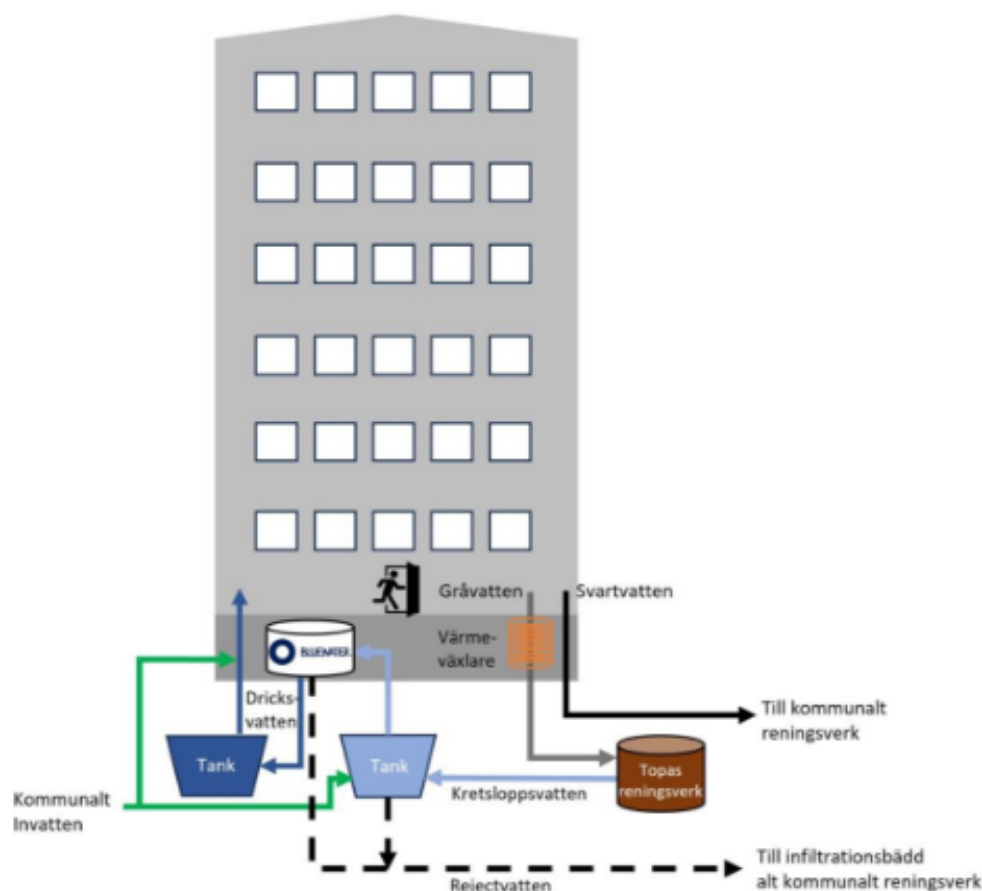 Gråvatten
Svartvatten
Värme-
växlare
BLUEWATER
Dricks-
vatten
Till kommunalt
reningsverk
Tank
Tank
Topas
reningsverk
Kretsloppsvatten
Kommunalt
Invatten
Till infiltrationsbädd
alt kommunalt reningsverk
Rejectvatten